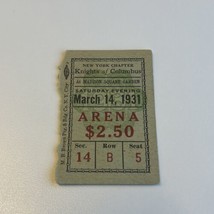 NEW YORK CHAPTER
Knights of Columbus
At MADISON SQUARE GARDEN
SATURDAY EVENING
March 14, 1931
ARENA
$2.50
Sec. Row Seat
14 B 5